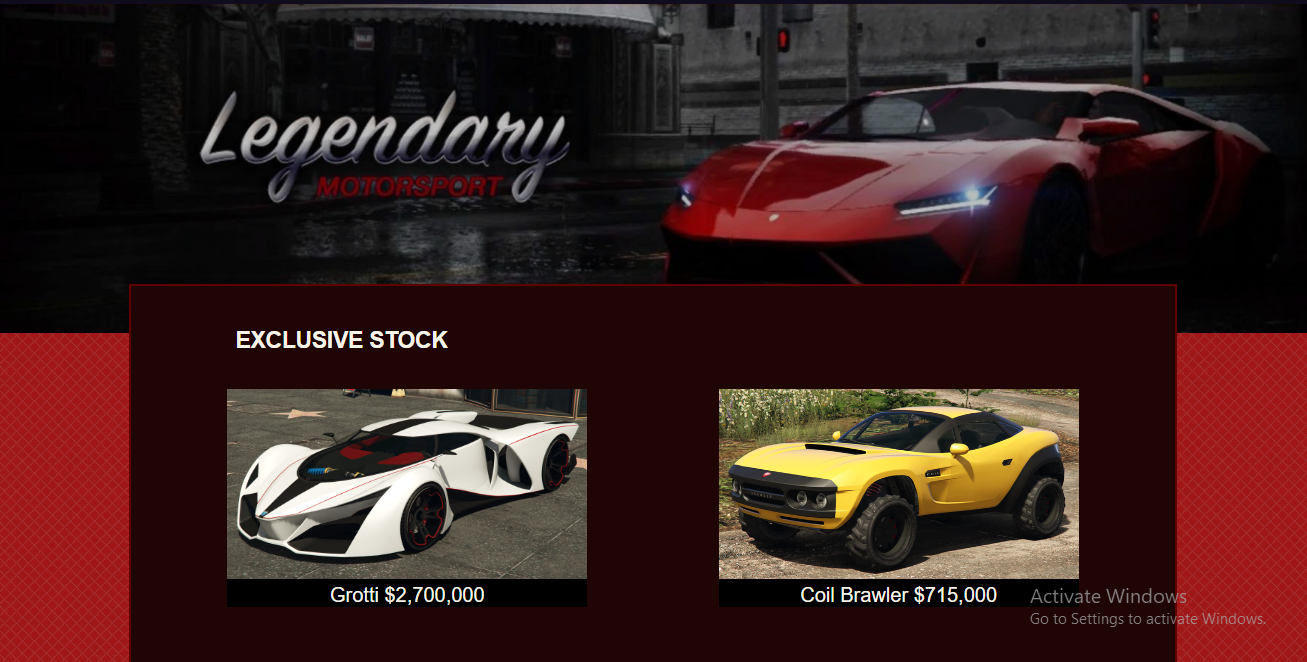 Legendary
MOTORSPORT
EXCLUSIVE STOCK
Grotti $2,700,000
Coil Brawler $715,000
Activate Windows
Go to Settings to activate Windows.